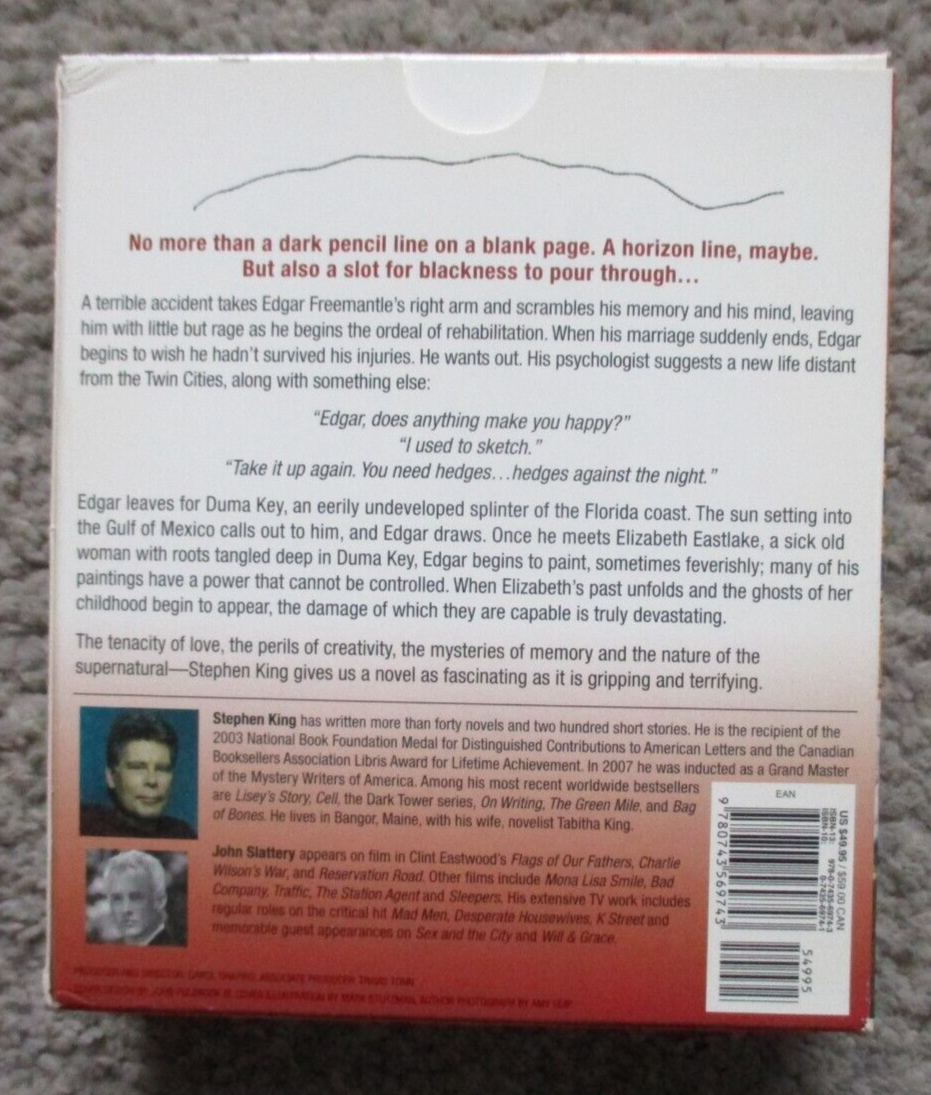 No more than a dark pencil line on a blank page. A horizon line, maybe.
But also a slot for blackness to pour through...
A terrible accident takes Edgar Freemantle's right arm and scrambles his memory and his mind, leaving
him with little but rage as he begins the ordeal of rehabilitation. When his marriage suddenly ends, Edgar
begins to wish he hadn't survived his injuries. He wants out. His psychologist suggests a new life distant
from the Twin Cities, along with something else:
“Edgar, does anything make you happy?”
“I used to sketch.”
“Take it up again. You need hedges...hedges against the night.”
Edgar leaves for Duma Key, an eerily undeveloped splinter of the Florida coast. The sun setting into
the Gulf of Mexico calls out to him, and Edgar draws. Once he meets Elizabeth Eastlake, a sick old
woman with roots tangled deep in Duma Key, Edgar begins to paint, sometimes feverishly; many of his
paintings have a power that cannot be controlled. When Elizabeth's past unfolds and the ghosts of her
childhood begin to appear, the damage of which they are capable is truly devastating.
The tenacity of love, the perils of creativity, the mysteries of memory and the nature of the
supernatural—Stephen King gives us a novel as fascinating as it is gripping and terrifying.
Stephen King has written more than forty novels and two hundred short stories. He is the recipient of the
2003 National Book Foundation Medal for Distinguished Contributions to American Letters and the Canadian
Booksellers Association Libris Award for Lifetime Achievement. In 2007 he was inducted as a Grand Master
of the Mystery Writers of America. Among his most recent worldwide bestsellers
are Lisey's Story, Cell, the Dark Tower series, On Writing, The Green Mile, and Bag
of Bones. He lives in Bangor, Maine, with his wife, novelist Tabitha King.
John Slattery appears on film in Clint Eastwood's Flags of Our Fathers, Charlie
Wilson's War, and Reservation Road. Other films include Mona Lisa Smile, Bad
Company, Traffic, The Station Agent and Sleepers. His extensive TV work includes
regular roles on the critical hit Mad Men, Desperate Housewives, K Street and
memorable guest appearances on Sex and the City and Will & Grace.
EAN
9 780743 569743
54995
US $49.95 / $59.00 CAN
ISBN-13: 978-0-7435-6974-3
ISBN-10: 0-7435-6974-1